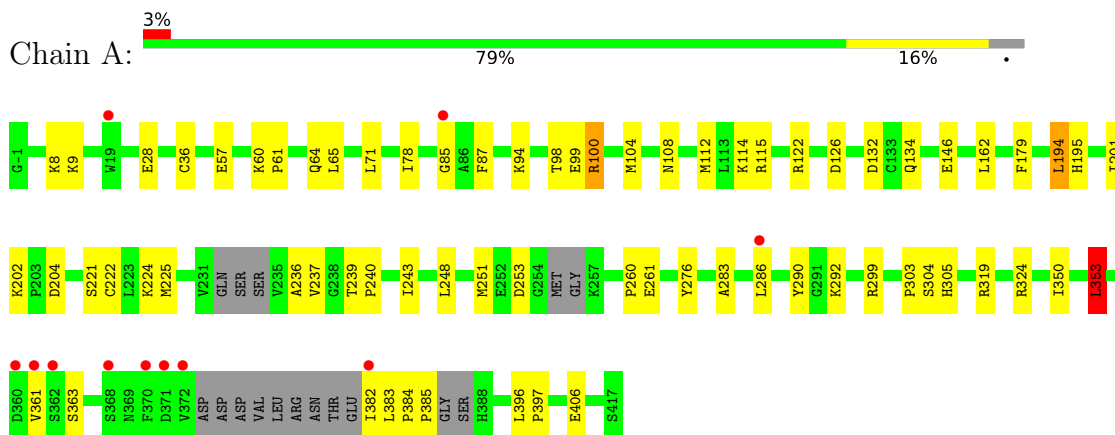 3%
Chain A:
79% 16% •
G-1 K8 K9 W19 E28 C36 E57 K60 P61 Q64 L65 L71 I78 G85 A86 F87 K94 T98 E99 R100 M104 N108 M112 L113 K114 R115 R122 D126 D132 C133 Q134 E146 L162 F179 L194 H195
K202 P203 D204 S221 C222 L223 K224 M225 V231 GLN SER SER V235 A236 V237 G238 T239 P240 I243 L248 M251 E252 D253 G254 MET GLY K257 P260 E261 Y276 A283 L286 Y290 G291 K292 R299 P303 S304 H305 R319 R324 I350 L353
D360 V361 S362 S363 S368 N369 F370 D371 V372 ASP ASP ASP VAL LEU ARG ASN THR GLU I382 L383 P384 P385 GLY SER H388 L396 P397 E406 S417